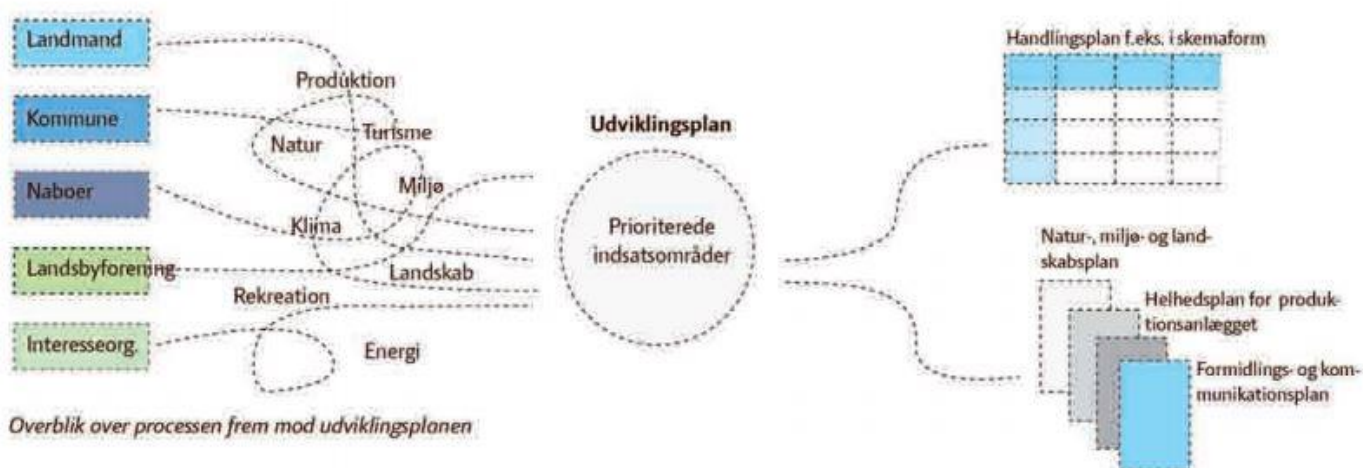 Landmand
Kommune
Naboer
Landsbyforening
Interesseorg.
Produktion
Turisme
Natur
Miljø
Klima
Landskab
Rekreation
Energi
Udviklingsplan
Prioriterede
indsatsområder
Handlingsplan f.eks. i skemaform
Natur-, miljø- og land-
skabsplan
Helhedsplan for produk-
tionsanlægget
Formidlings- og kom-
munikationsplan
Overblik over processen frem mod udviklingsplanen